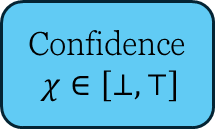 Confidence
χ ∈ [⊥,⊤]